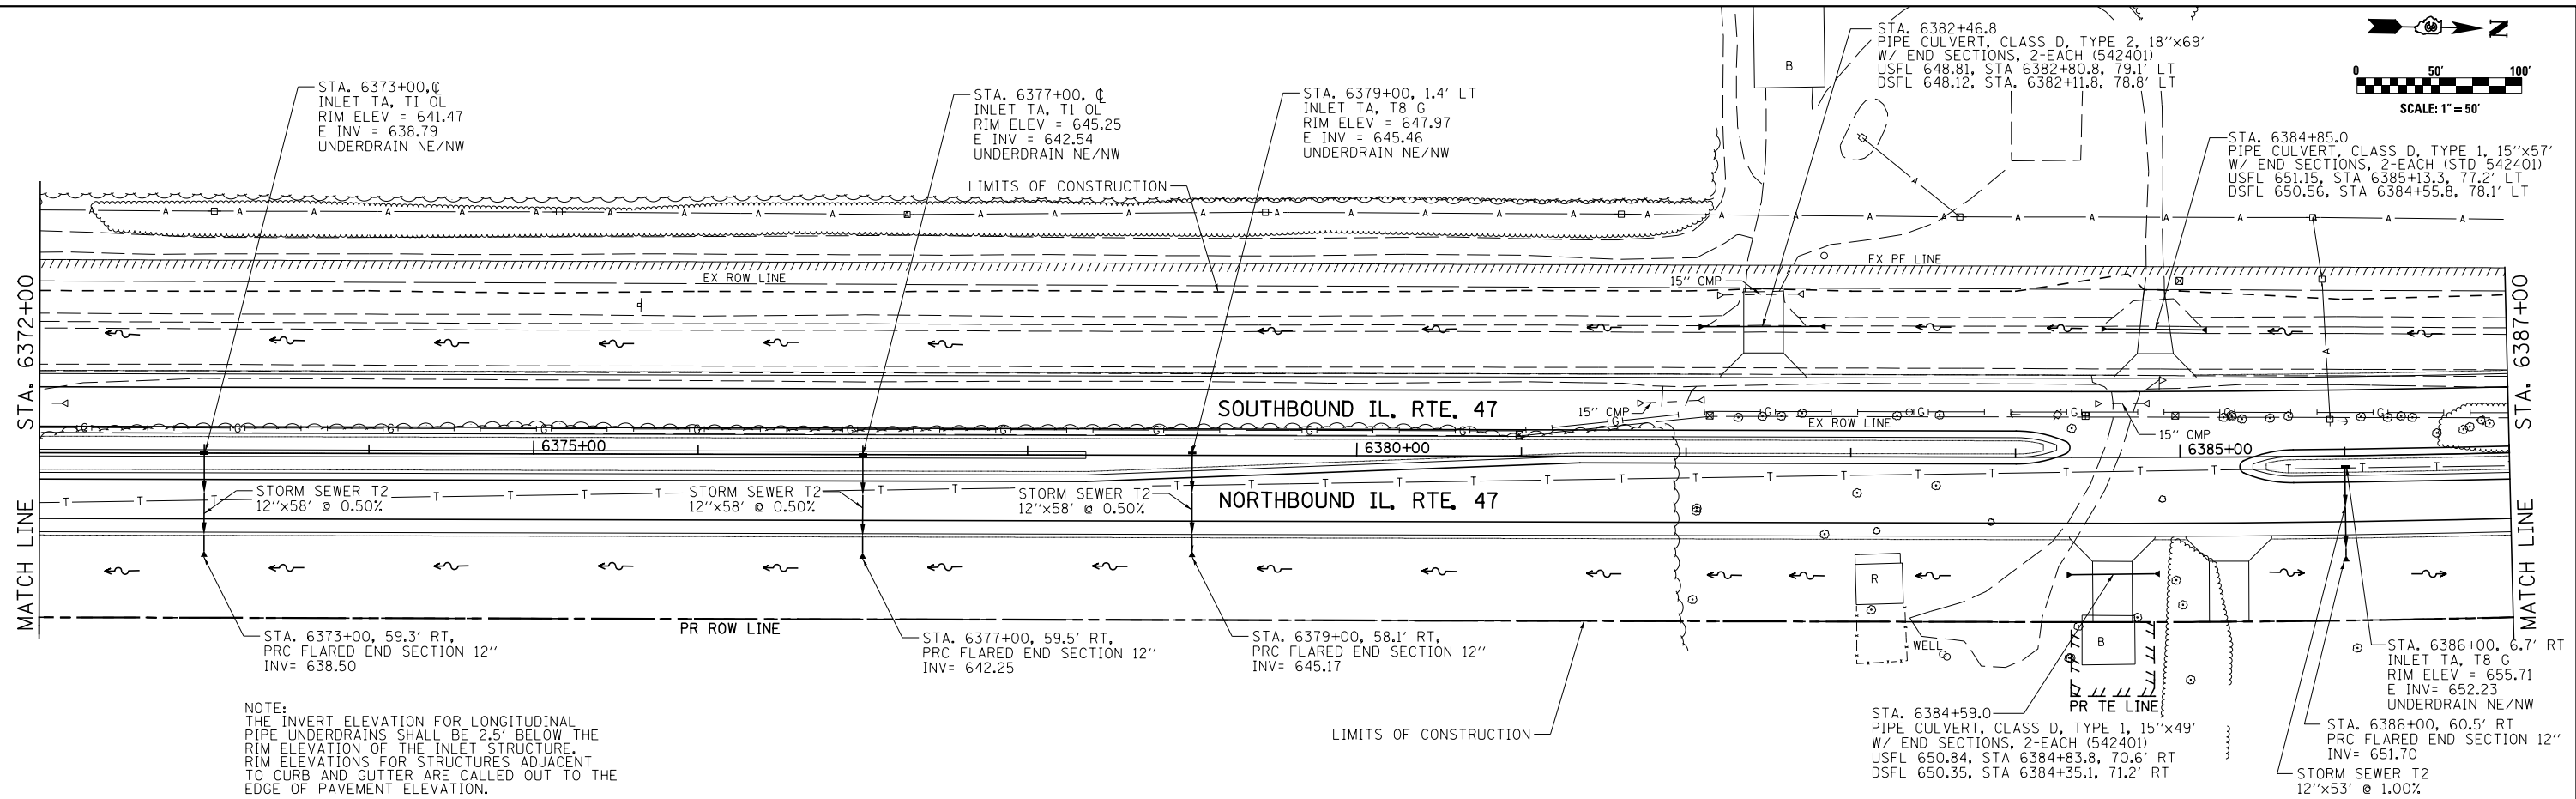 STA. 6373+00,℄
INLET TA, TI OL
RIM ELEV = 641.47
E INV = 638.79
UNDERDRAIN NE/NW
STA. 6377+00, ℄
INLET TA, T1 OL
RIM ELEV = 645.25
E INV = 642.54
UNDERDRAIN NE/NW
STA. 6379+00, 1.4' LT
INLET TA, T8 G
RIM ELEV = 647.97
E INV = 645.46
UNDERDRAIN NE/NW
STA. 6382+46.8
PIPE CULVERT, CLASS D, TYPE 2, 18''x69'
W/ END SECTIONS, 2-EACH (542401)
USFL 648.81, STA 6382+80.8, 79.1' LT
DSFL 648.12, STA. 6382+11.8, 78.8' LT
N
0 50' 100'
SCALE: 1" = 50'
STA. 6384+85.0
PIPE CULVERT, CLASS D, TYPE 1, 15''x57'
W/ END SECTIONS, 2-EACH (STD 542401)
USFL 651.15, STA 6385+13.3, 77.2' LT
DSFL 650.56, STA 6384+55.8, 78.1' LT
B
LIMITS OF CONSTRUCTION
A A A A A A A A A A A A A A A A A A A A A A A A A A A A A A A A A
EX ROW LINE
EX PE LINE
15'' CMP
MATCH LINE STA. 6372+00
MATCH LINE STA. 6387+00
SOUTHBOUND IL. RTE. 47
15'' CMP
EX ROW LINE
15'' CMP
G G G G G G G G G G G G G G G
6375+00
6380+00
6385+00
T T T T T T T T T T T T T T T T T T T T T T T T T T T T T T
STORM SEWER T2
12''x58' @ 0.50%
STORM SEWER T2
12''x58' @ 0.50%
STORM SEWER T2
12''x58' @ 0.50%
NORTHBOUND IL. RTE. 47
R
B
WELL
PR ROW LINE
PR TE LINE
STA. 6373+00, 59.3' RT,
PRC FLARED END SECTION 12''
INV= 638.50
STA. 6377+00, 59.5' RT,
PRC FLARED END SECTION 12''
INV= 642.25
STA. 6379+00, 58.1' RT,
PRC FLARED END SECTION 12''
INV= 645.17
STA. 6386+00, 6.7' RT
INLET TA, T8 G
RIM ELEV = 655.71
E INV= 652.23
UNDERDRAIN NE/NW
NOTE:
THE INVERT ELEVATION FOR LONGITUDINAL
PIPE UNDERDRAINS SHALL BE 2.5' BELOW THE
RIM ELEVATION OF THE INLET STRUCTURE.
RIM ELEVATIONS FOR STRUCTURES ADJACENT
TO CURB AND GUTTER ARE CALLED OUT TO THE
EDGE OF PAVEMENT ELEVATION.
LIMITS OF CONSTRUCTION
STA. 6384+59.0
PIPE CULVERT, CLASS D, TYPE 1, 15''x49'
W/ END SECTIONS, 2-EACH (542401)
USFL 650.84, STA 6384+83.8, 70.6' RT
DSFL 650.35, STA 6384+35.1, 71.2' RT
STA. 6386+00, 60.5' RT
PRC FLARED END SECTION 12''
INV= 651.70
STORM SEWER T2
12''x53' @ 1.00%